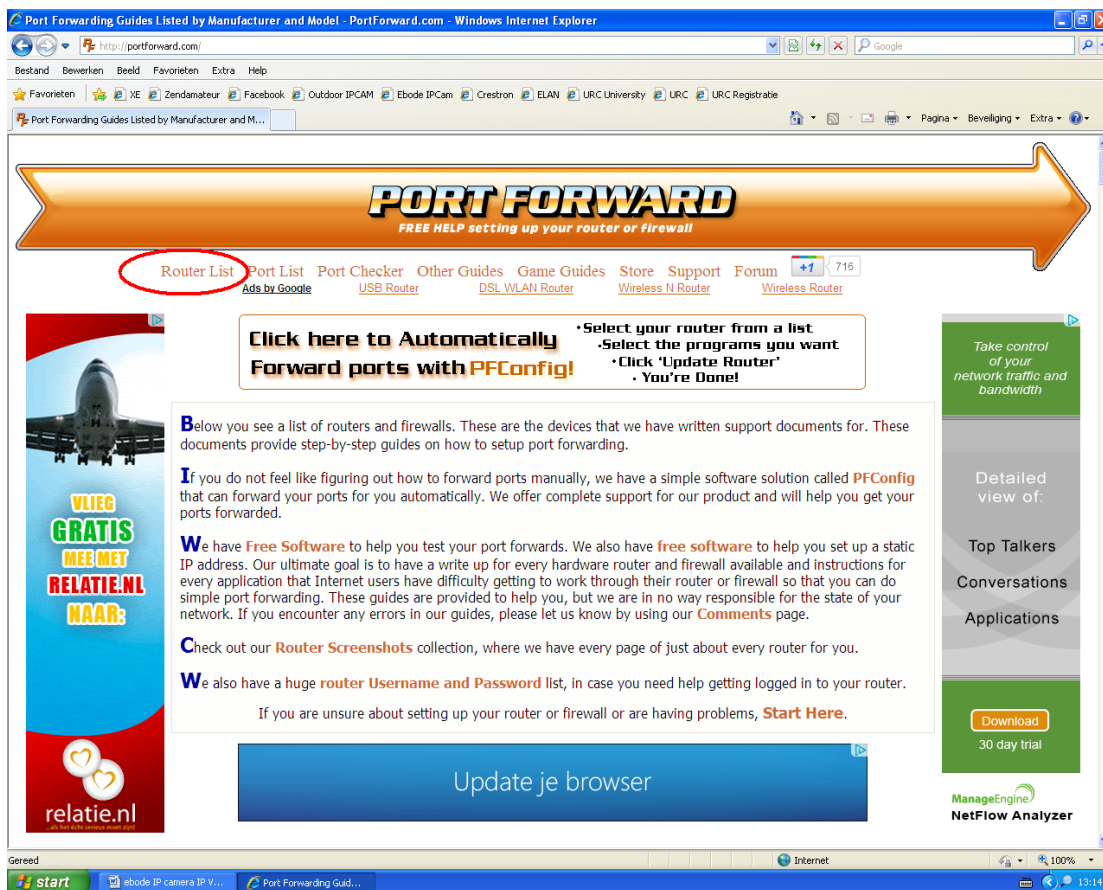 Port Forwarding Guides Listed by Manufacturer and Model - PortForward.com - Windows Internet Explorer
http://portforward.com/
Google
Bestand Bewerken Beeld Favorieten Extra Help
Favorieten XE Zendamateur Facebook Outdoor IPCAM Ebode IPCam Crestron ELAN URC University URC URC Registratie
Port Forwarding Guides Listed by Manufacturer and M...
Pagina Beveiliging Extra
PORT FORWARD
FREE HELP setting up your router or firewall
Router List Port List Port Checker Other Guides Game Guides Store Support Forum +1 716
Ads by Google USB Router DSL WLAN Router Wireless N Router Wireless Router
Click here to Automatically
Forward ports with PFConfig!
•Select your router from a list
•Select the programs you want
•Click 'Update Router'
• You're Done!
Below you see a list of routers and firewalls. These are the devices that we have written support documents for. These
documents provide step-by-step guides on how to setup port forwarding.
If you do not feel like figuring out how to forward ports manually, we have a simple software solution called PFConfig
that can forward your ports for you automatically. We offer complete support for our product and will help you get your
ports forwarded.
We have Free Software to help you test your port forwards. We also have free software to help you set up a static
IP address. Our ultimate goal is to have a write up for every hardware router and firewall available and instructions for
every application that Internet users have difficulty getting to work through their router or firewall so that you can do
simple port forwarding. These guides are provided to help you, but we are in no way responsible for the state of your
network. If you encounter any errors in our guides, please let us know by using our Comments page.
Check out our Router Screenshots collection, where we have every page of just about every router for you.
We also have a huge router Username and Password list, in case you need help getting logged in to your router.
If you are unsure about setting up your router or firewall or are having problems, Start Here.
VLIEG
GRATIS
MEE MET
RELATIE.NL
NAAR:
relatie.nl
...als het écht serieus moet zijn!
Take control
of your
network traffic and
bandwidth
Detailed
view of:
Top Talkers
Conversations
Applications
Download
30 day trial
ManageEngine
NetFlow Analyzer
Update je browser
Gereed Internet 100%
start ebode IP camera IP V... Port Forwarding Guid... 13:14